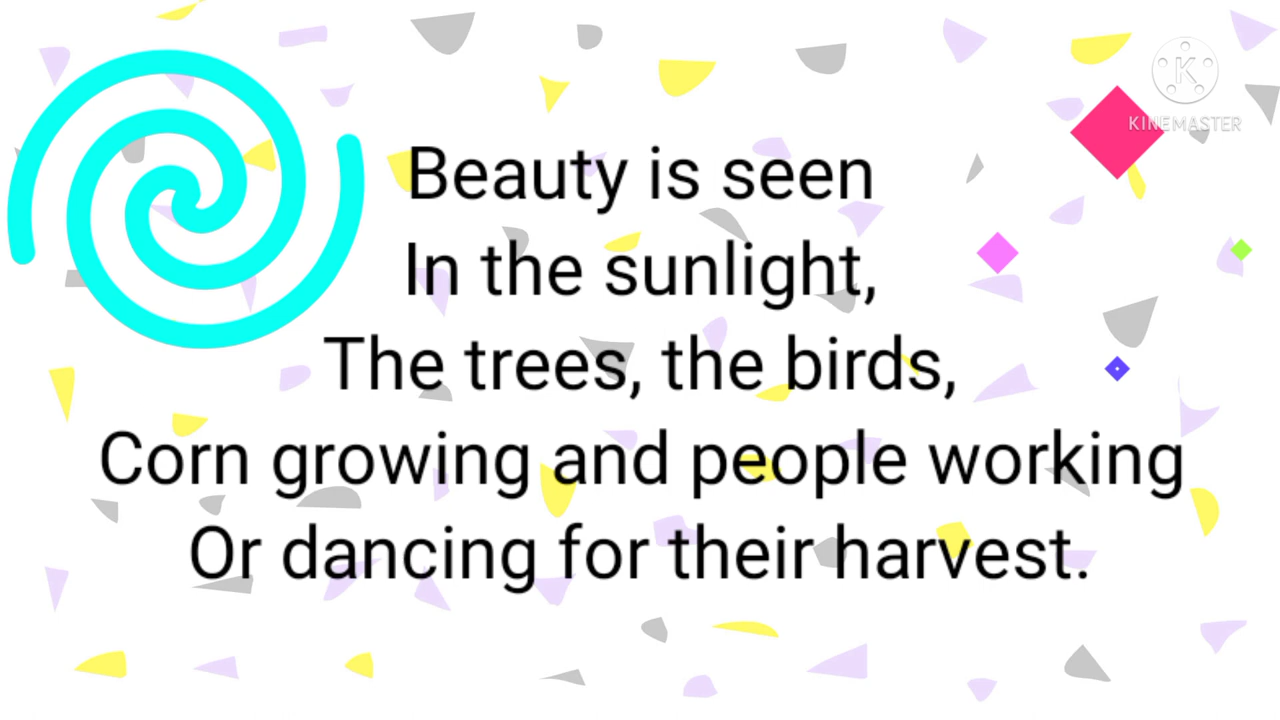 K
KINEMASTER
Beauty is seen
In the sunlight,
The trees, the birds,
Corn growing and people working
Or dancing for their harvest.